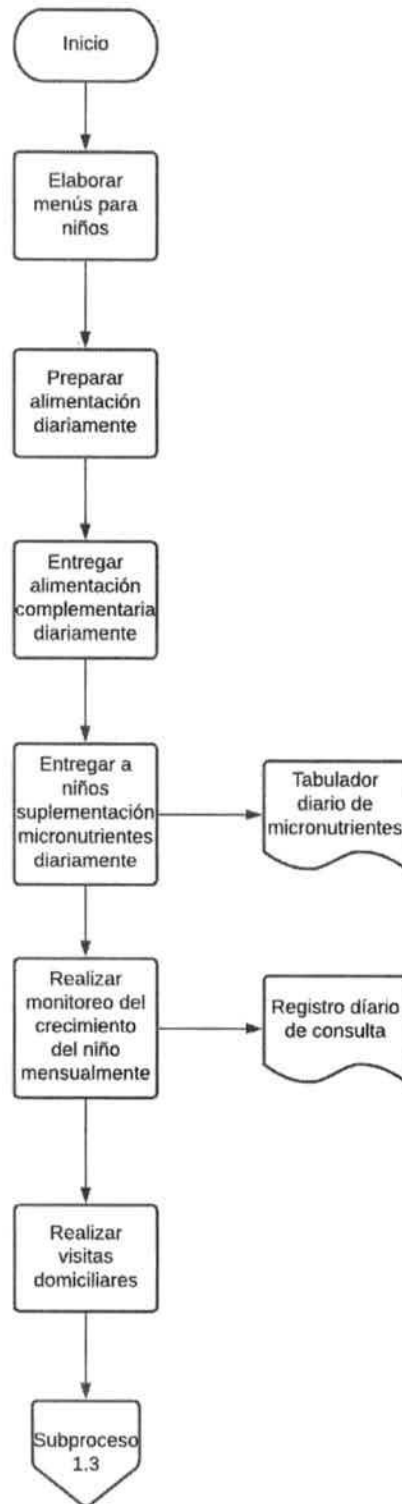 Inicio
Elaborar
menús para
niños
Preparar
alimentación
diariamente
Entregar
alimentación
complementaria
diariamente
Entregar a
niños
suplementación
micronutrientes
diariamente
Tabulador
diario de
micronutrientes
Realizar
monitoreo del
crecimiento
del niño
mensualmente
Registro díario
de consulta
Realizar
visitas
domiciliares
Subproceso
1.3